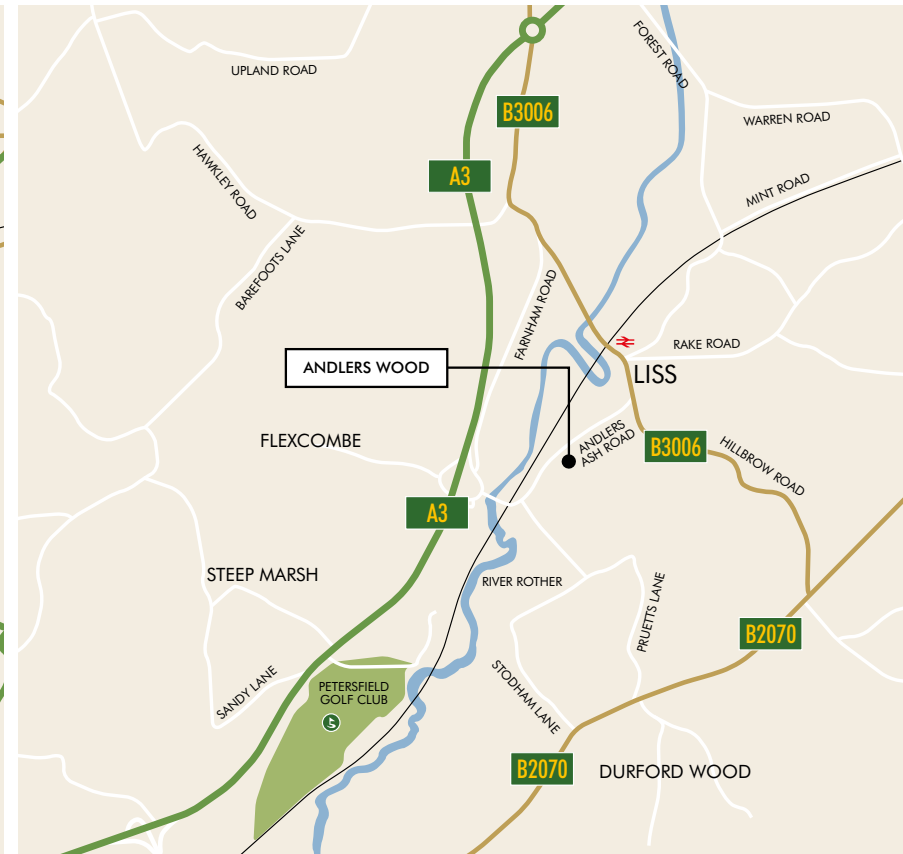 FOREST ROAD
UPLAND ROAD
B3006
WARREN ROAD
A3
HAWKLEY ROAD
MINT ROAD
BAREFOOTS LANE
FARNHAM ROAD
RAKE ROAD
ANDLERS WOOD
LISS
FLEXCOMBE
ANDLERS
ASH ROAD
B3006
HILLBROW ROAD
A3
STEEP MARSH
RIVER ROTHER
PRUETTS LANE
B2070
SANDY LANE
PETERSFIELD
GOLF CLUB
STODHAM LANE
B2070
DURFORD WOOD